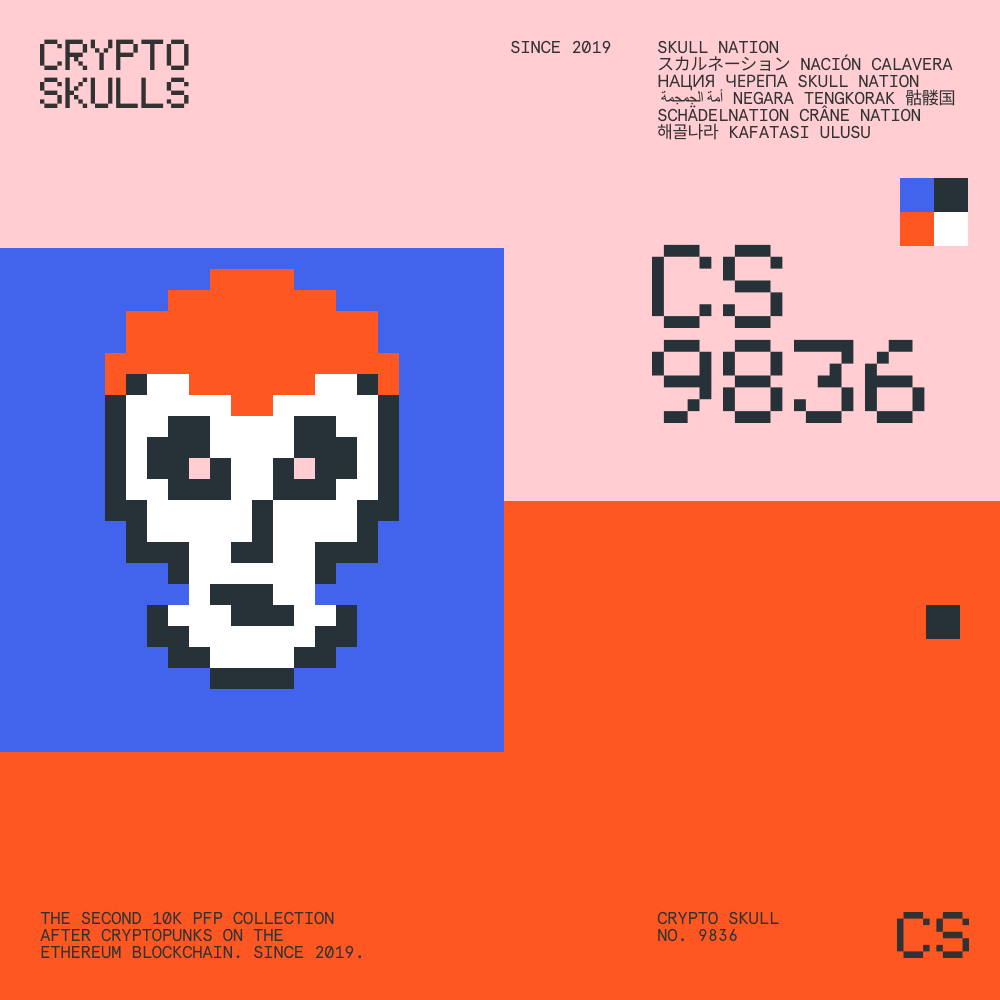 CRYPTO
SKULLS
SINCE 2019
SKULL NATION
スカルネーション NACIÓN CALAVERA
НАЦИЯ ЧЕРЕПА SKULL NATION
أمة الجمجمة NEGARA TENGKORAK 骷髅国
SCHÄDELNATION CRÂNE NATION
해골나라 KAFATASI ULUSU
CS
9836
THE SECOND 10K PFP COLLECTION
AFTER CRYPTOPUNKS ON THE
ETHEREUM BLOCKCHAIN. SINCE 2019.
CRYPTO SKULL
NO. 9836
CS